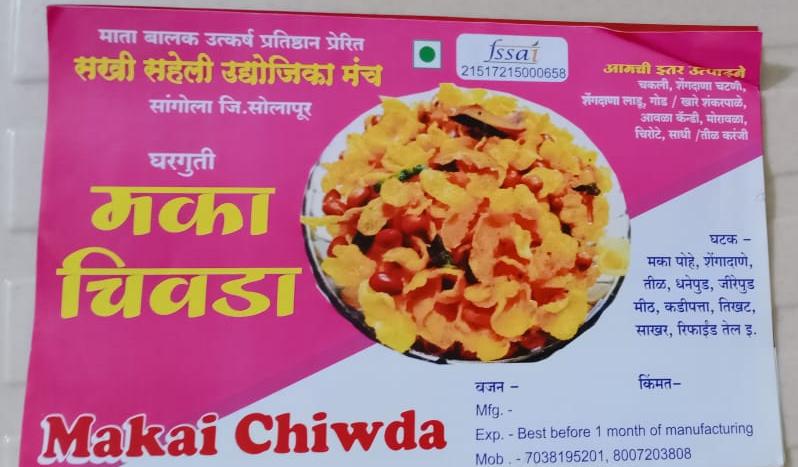 माता बालक उत्कर्ष प्रतिष्ठान प्रेरित
सखी सहेली उद्योजिका मंच
सांगोला जि.सोलापूर
fssai
21517215000658
आमची इतर उत्पादने
चकली, शेंगदाणा चटणी,
शेंगदाणा लाडू, गोड / खारे शंकरपाळे,
आवळा कॅन्डी, मोरावळा,
चिरोटे, साधी /तीळ करंजी
घरगुती
मका
चिवडा
घटक –
मका पोहे, शेंगादाणे,
तीळ, धनेपुड, जीरेपुड
मीठ, कडीपत्ता, तिखट,
साखर, रिफाईंड तेल इ.
वजन – किंमत–
Mfg. -
Exp. - Best before 1 month of manufacturing
Mob . - 7038195201, 8007203808
Makai Chiwda